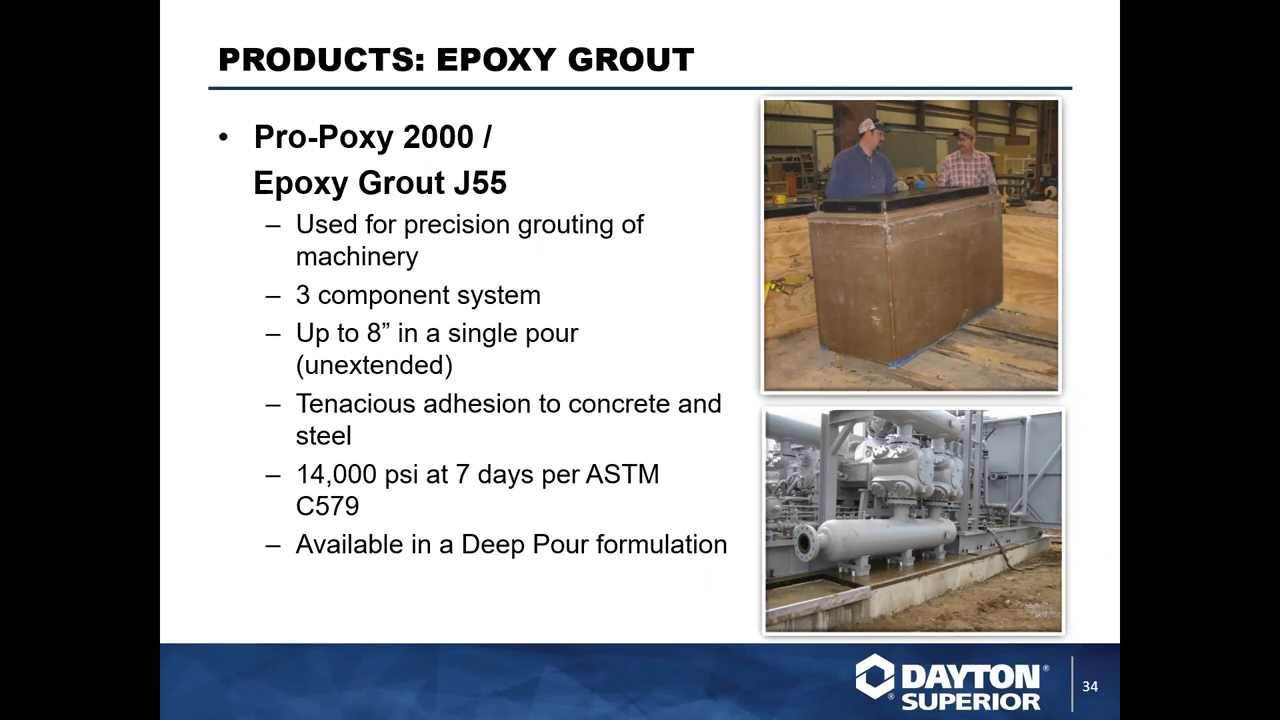 PRODUCTS: EPOXY GROUT
• Pro-Poxy 2000 /
Epoxy Grout J55
– Used for precision grouting of
machinery
– 3 component system
– Up to 8” in a single pour
(unextended)
– Tenacious adhesion to concrete and
steel
– 14,000 psi at 7 days per ASTM
C579
– Available in a Deep Pour formulation
DAYTON®
® SUPERIOR
34